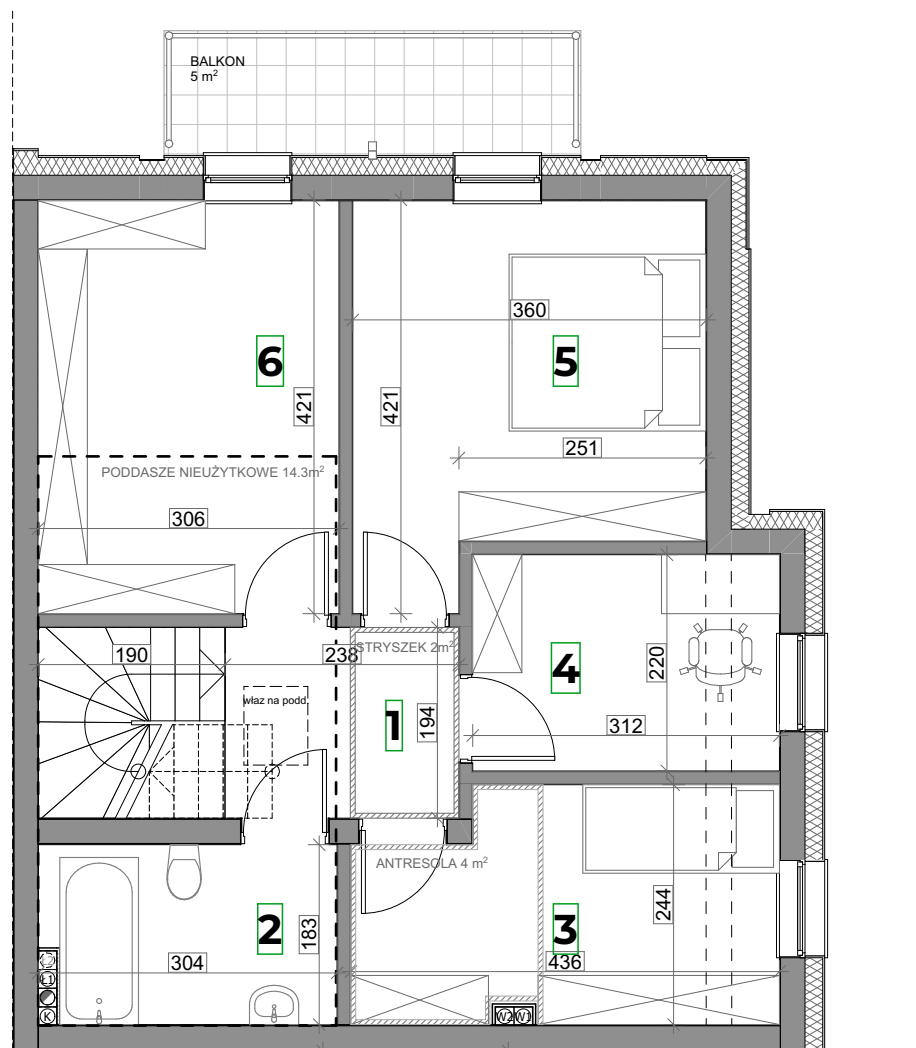 BALKON
5 m²
360
6
5
421
421
251
PODDASZE NIEUŻYTKOWE 14.3m²
306
190
238
STRYSZEK 2m²
4
220
właz na podd.
1
194
312
ANTRESOLA 4 m²
2
183
3
244
304
436
K
W2
W1